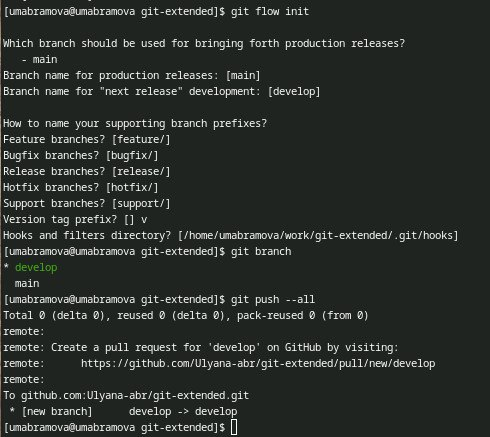 [umabramova@umabramova git-extended]$ git flow init

Which branch should be used for bringing forth production releases?
   - main
Branch name for production releases: [main]
Branch name for "next release" development: [develop]

How to name your supporting branch prefixes?
Feature branches? [feature/]
Bugfix branches? [bugfix/]
Release branches? [release/]
Hotfix branches? [hotfix/]
Support branches? [support/]
Version tag prefix? [] v
Hooks and filters directory? [/home/umabramova/work/git-extended/.git/hooks]
[umabramova@umabramova git-extended]$ git branch
* develop
  main
[umabramova@umabramova git-extended]$ git push --all
Total 0 (delta 0), reused 0 (delta 0), pack-reused 0 (from 0)
remote:
remote: Create a pull request for 'develop' on GitHub by visiting:
remote:      https://github.com/Ulyana-abr/git-extended/pull/new/develop
remote:
To github.com:Ulyana-abr/git-extended.git
 * [new branch]      develop -> develop
[umabramova@umabramova git-extended]$